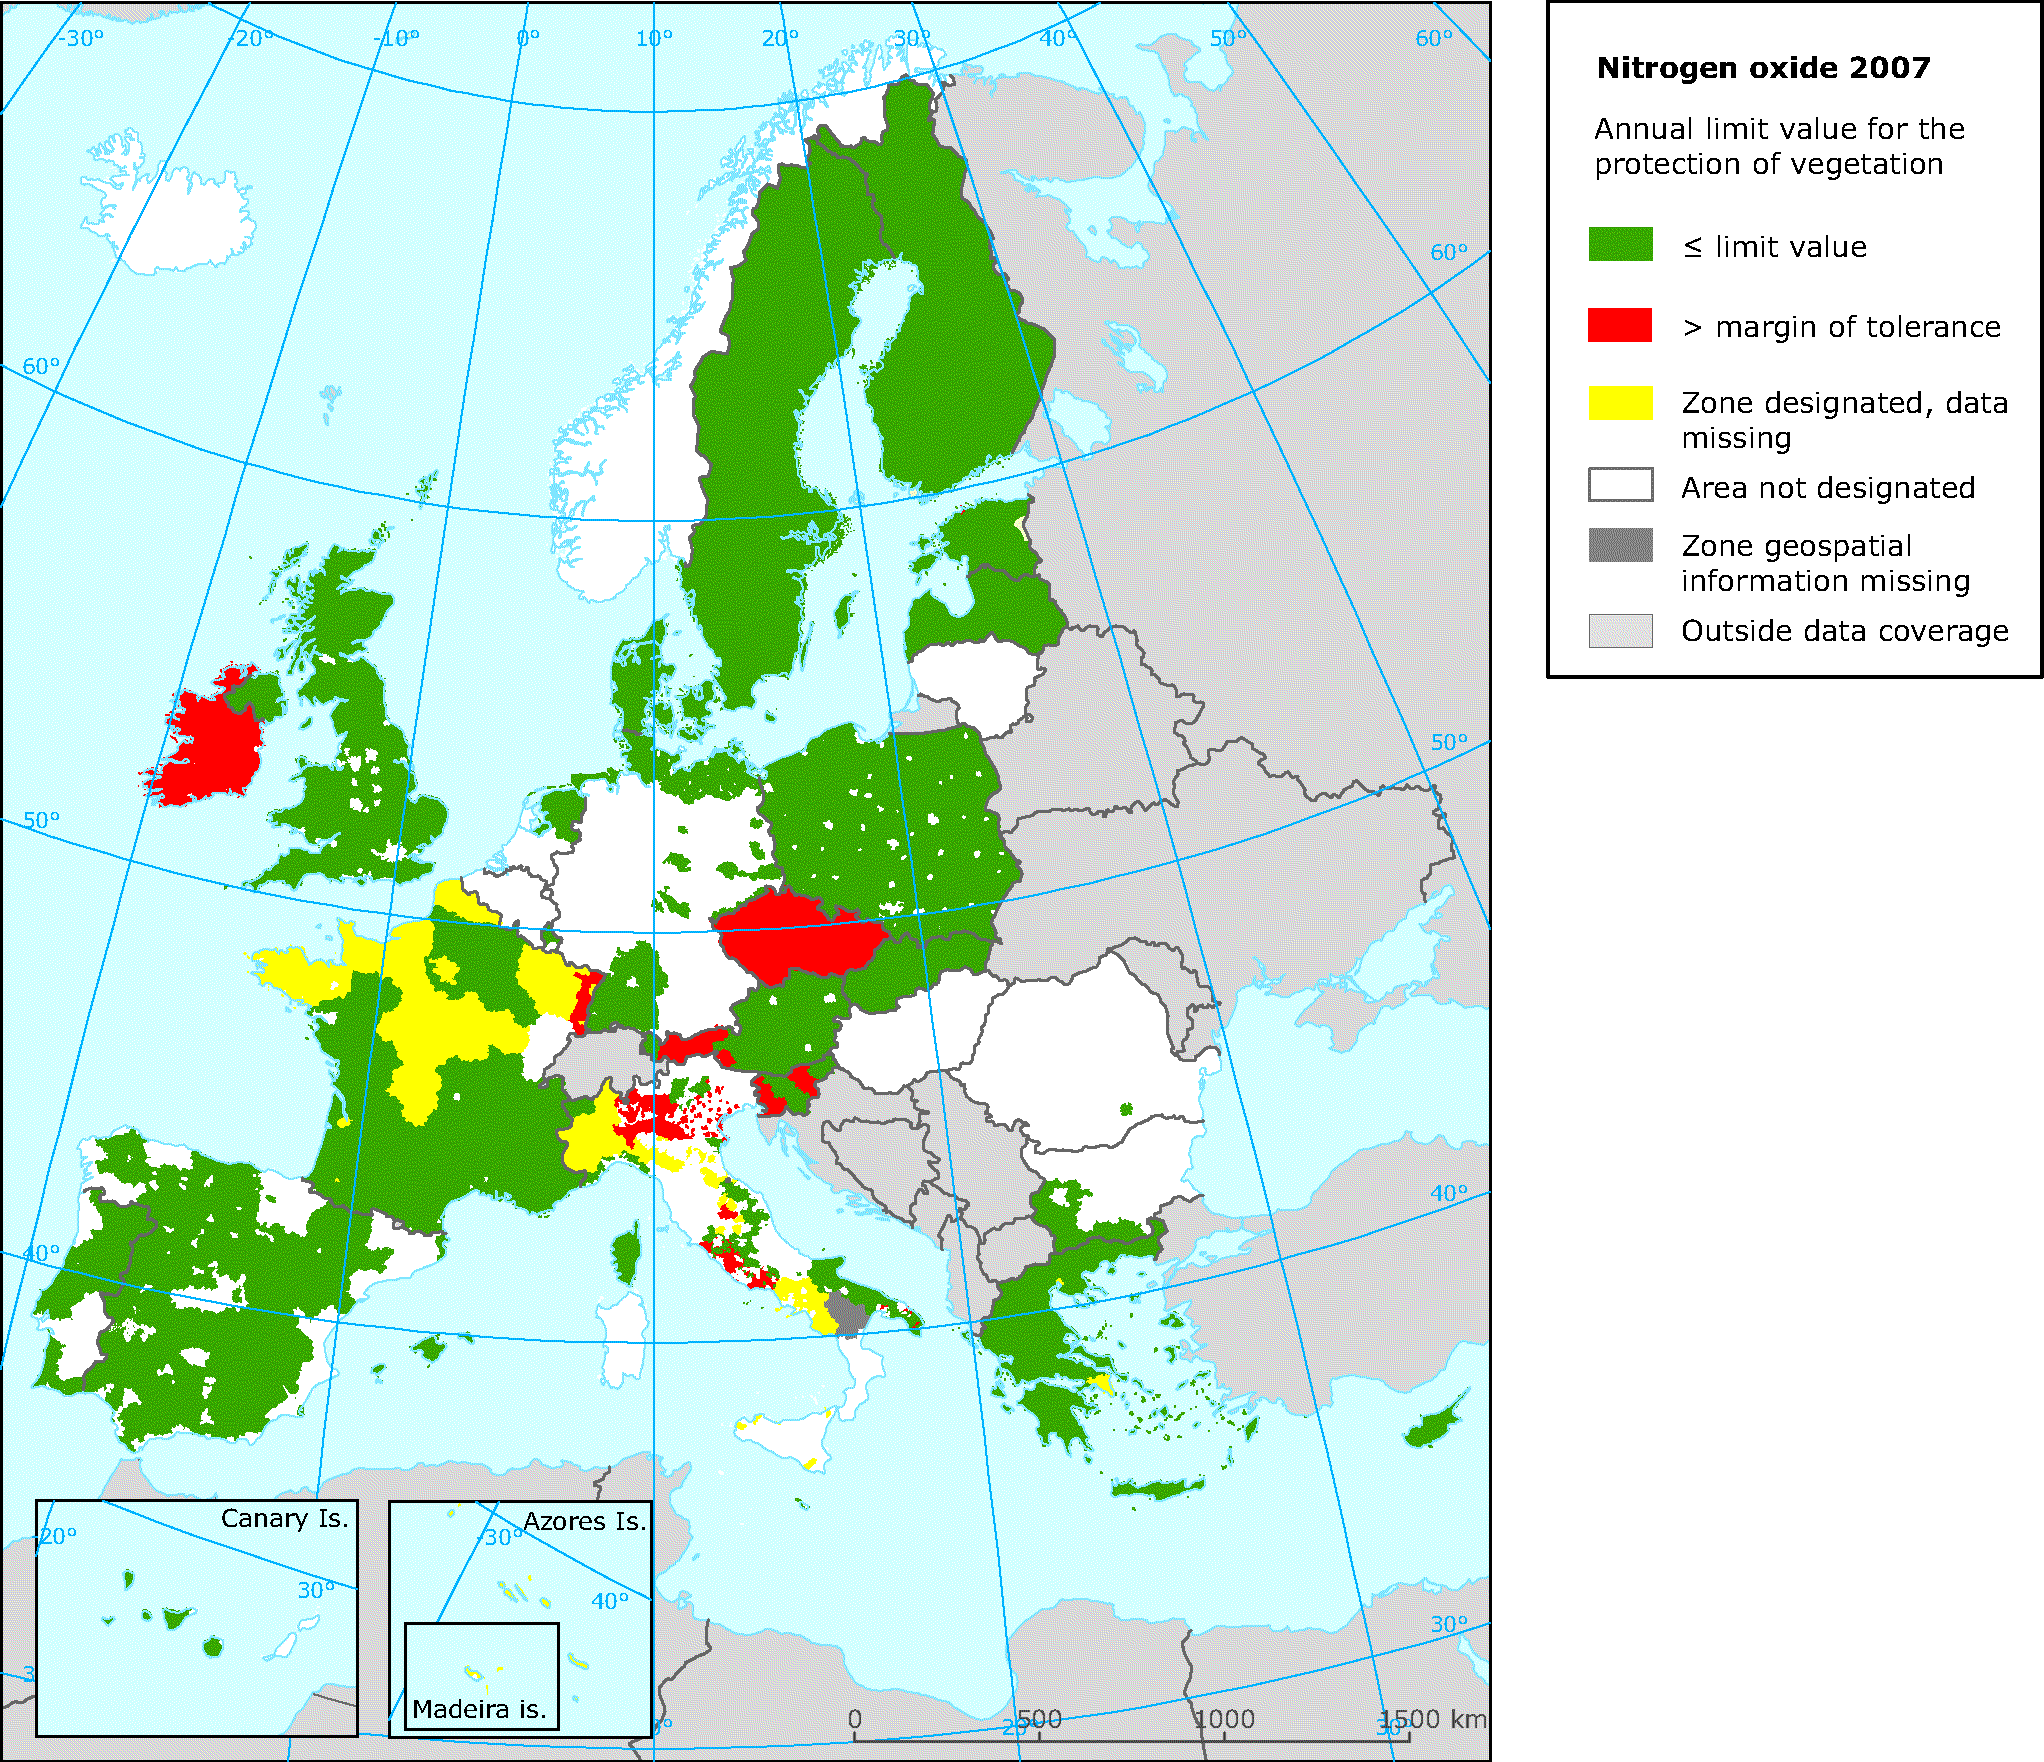 -30°
-20°
-10°
0°
10°
20°
30°
40°
50°
60°
60°
60°
50°
50°
40°
40°
30°
Nitrogen oxide 2007
Annual limit value for the
protection of vegetation
≤ limit value
> margin of tolerance
Zone designated, data
missing
Area not designated
Zone geospatial
information missing
Outside data coverage
Canary Is.
20°
30°
Azores Is.
-30°
40°
Madeira is.
0
500
1000
1500 km
20°
30°